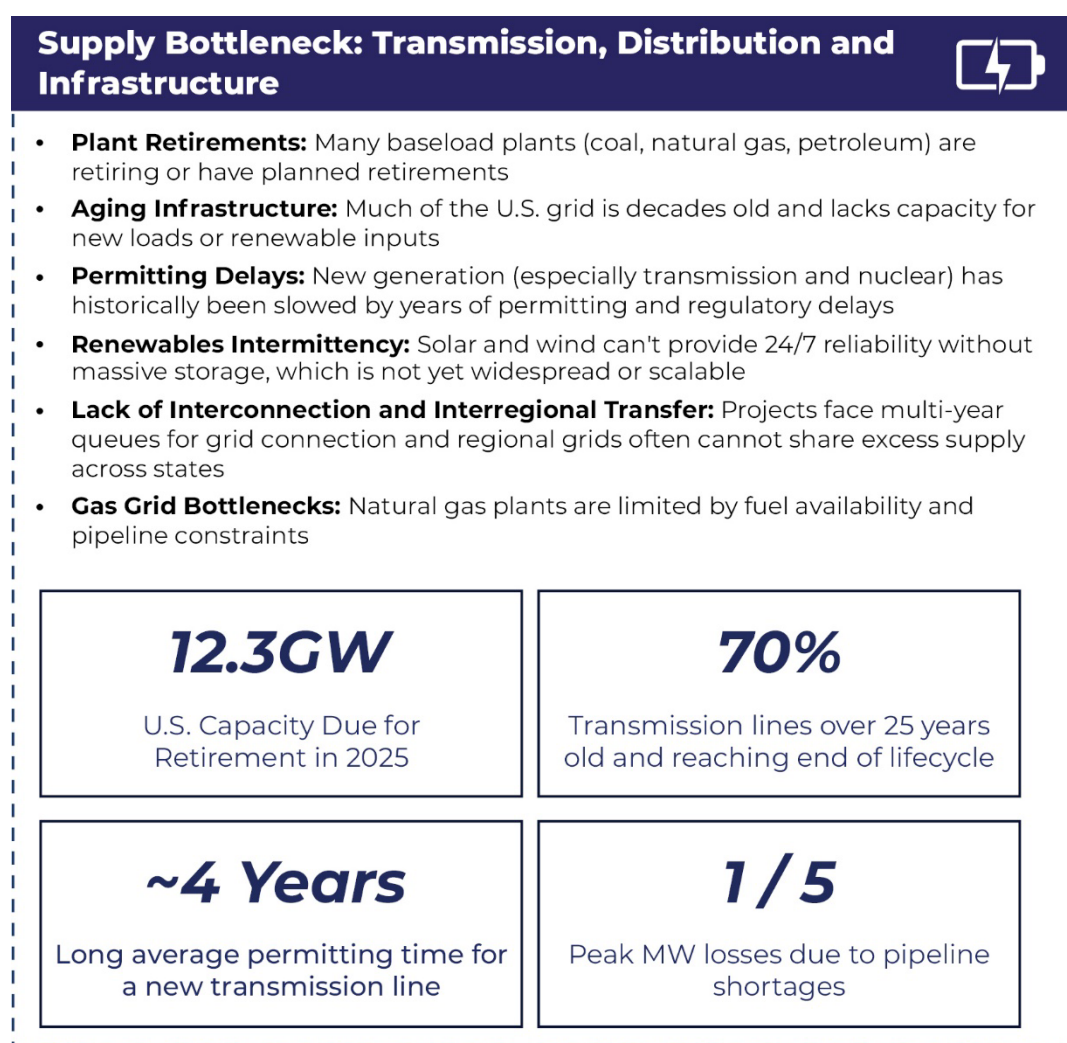 Supply Bottleneck: Transmission, Distribution and
Infrastructure
• Plant Retirements: Many baseload plants (coal, natural gas, petroleum) are
retiring or have planned retirements
• Aging Infrastructure: Much of the U.S. grid is decades old and lacks capacity for
new loads or renewable inputs
• Permitting Delays: New generation (especially transmission and nuclear) has
historically been slowed by years of permitting and regulatory delays
• Renewables Intermittency: Solar and wind can't provide 24/7 reliability without
massive storage, which is not yet widespread or scalable
• Lack of Interconnection and Interregional Transfer: Projects face multi-year
queues for grid connection and regional grids often cannot share excess supply
across states
• Gas Grid Bottlenecks: Natural gas plants are limited by fuel availability and
pipeline constraints
12.3GW
U.S. Capacity Due for
Retirement in 2025
70%
Transmission lines over 25 years
old and reaching end of lifecycle
~4 Years
Long average permitting time for
a new transmission line
1 / 5
Peak MW losses due to pipeline
shortages